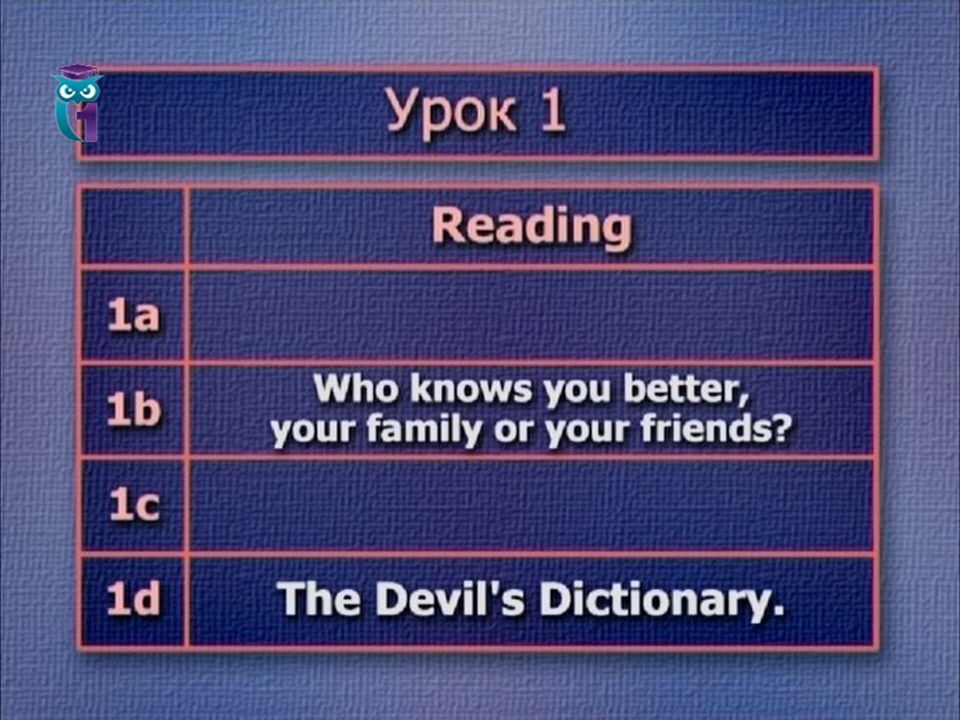 Урок 1
Reading
1a
1b
Who knows you better,
your family or your friends?
1c
1d
The Devil's Dictionary.